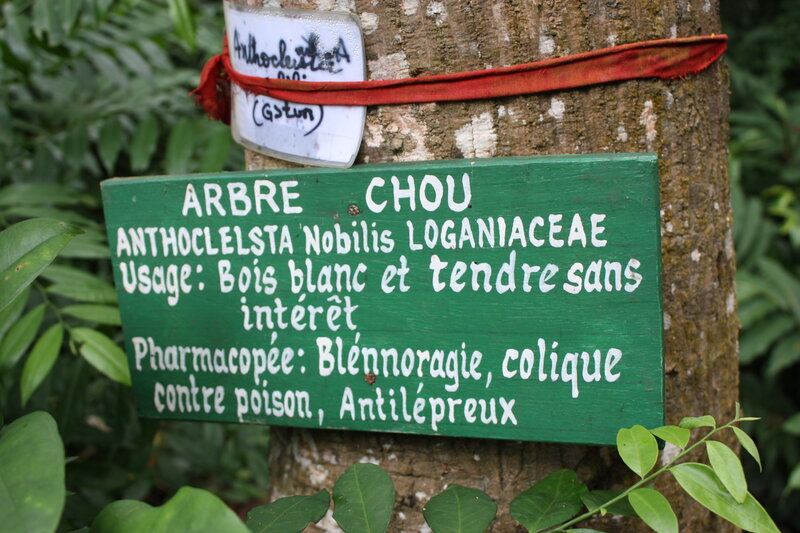 Anthocleista
(Gstun)
ARBRE CHOU
ANTHOCLELSTA Nobilis LOGANIACEAE
Usage: Bois blanc et tendre sans
intérêt
Pharmacopée: Blénnoragie, colique
contre poison, Antilépreux